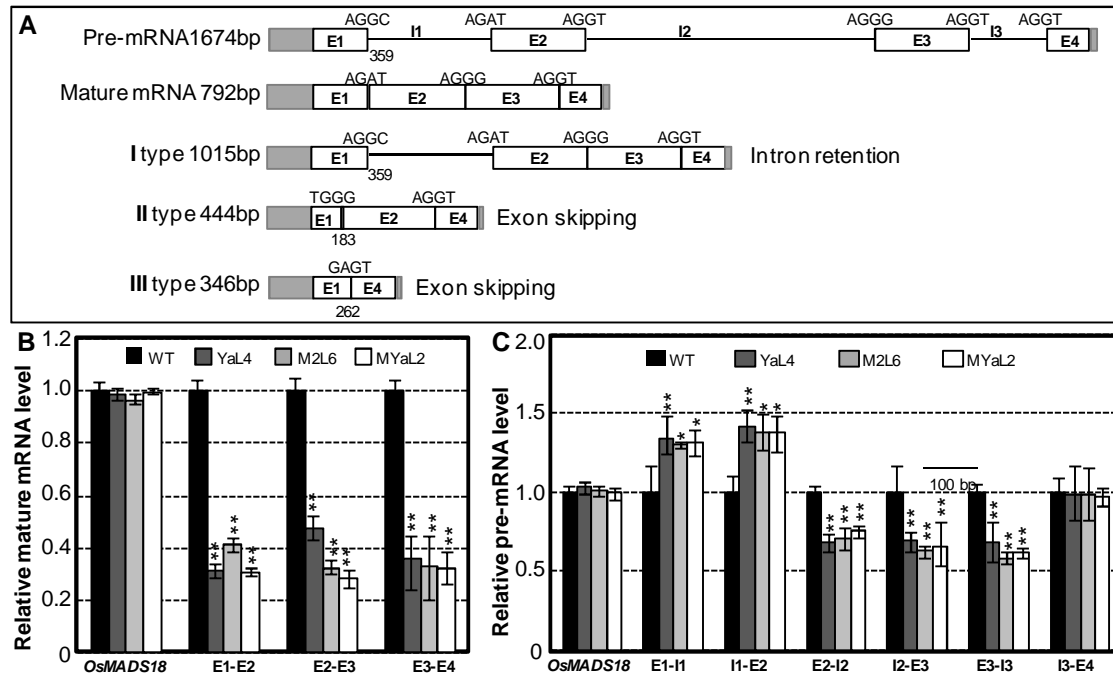 A
AGGC AGAT AGGT AGGG AGGT AGGT
Pre-mRNA1674bp E1 I1 E2 I2 E3 I3 E4
359
AGAT AGGG AGGT
Mature mRNA 792bp E1 E2 E3 E4
AGGC AGAT AGGG AGGT
I type 1015bp E1 E2 E3 E4 Intron retention
359
TGGG AGGT
II type 444bp E1 E2 E4 Exon skipping
183
GAGT
III type 346bp E1 E4 Exon skipping
262
B
Relative mature mRNA level
1.2
1.0
0.8
0.6
0.4
0.2
0
WT YaL4 M2L6 MYaL2
** ** **
** ** **
** ** **
OsMADS18 E1-E2 E2-E3 E3-E4
C
Relative pre-mRNA level
2.0
1.5
1.0
0.5
0
WT YaL4 M2L6 MYaL2
** * *
** * *
** ** **
** ** **
** ** **
100 bp
OsMADS18 E1-I1 I1-E2 E2-I2 I2-E3 E3-I3 I3-E4